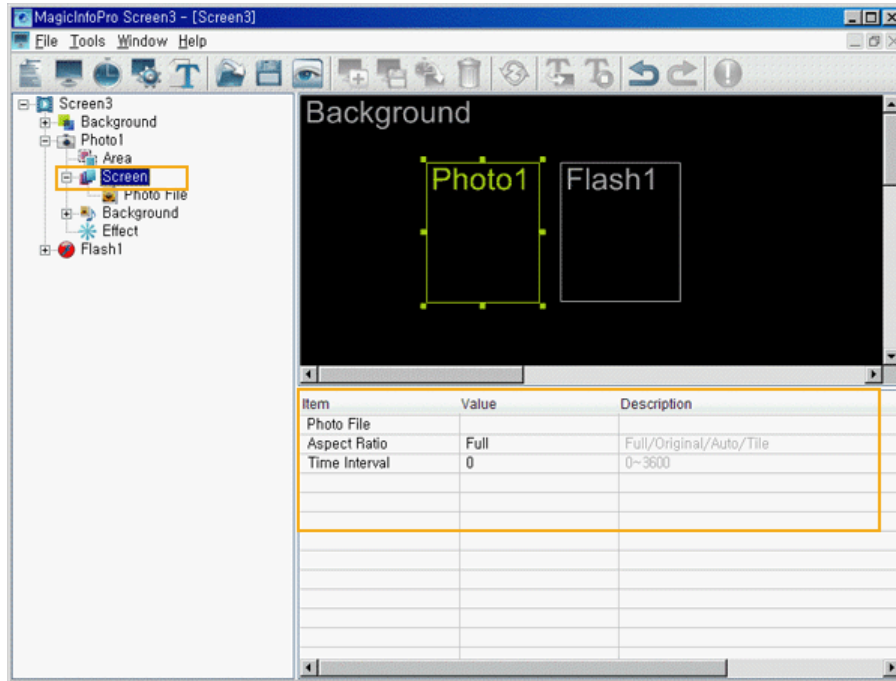 MagicInfoPro Screen3 - [Screen3]
File Tools Window Help
Screen3
Background
Photo1
Area
Screen
Photo File
Background
Effect
Flash1
Background
Photo1 Flash1
Item Value Description
Photo File
Aspect Ratio Full Full/Original/Auto/Tile
Time Interval 0 0~3600